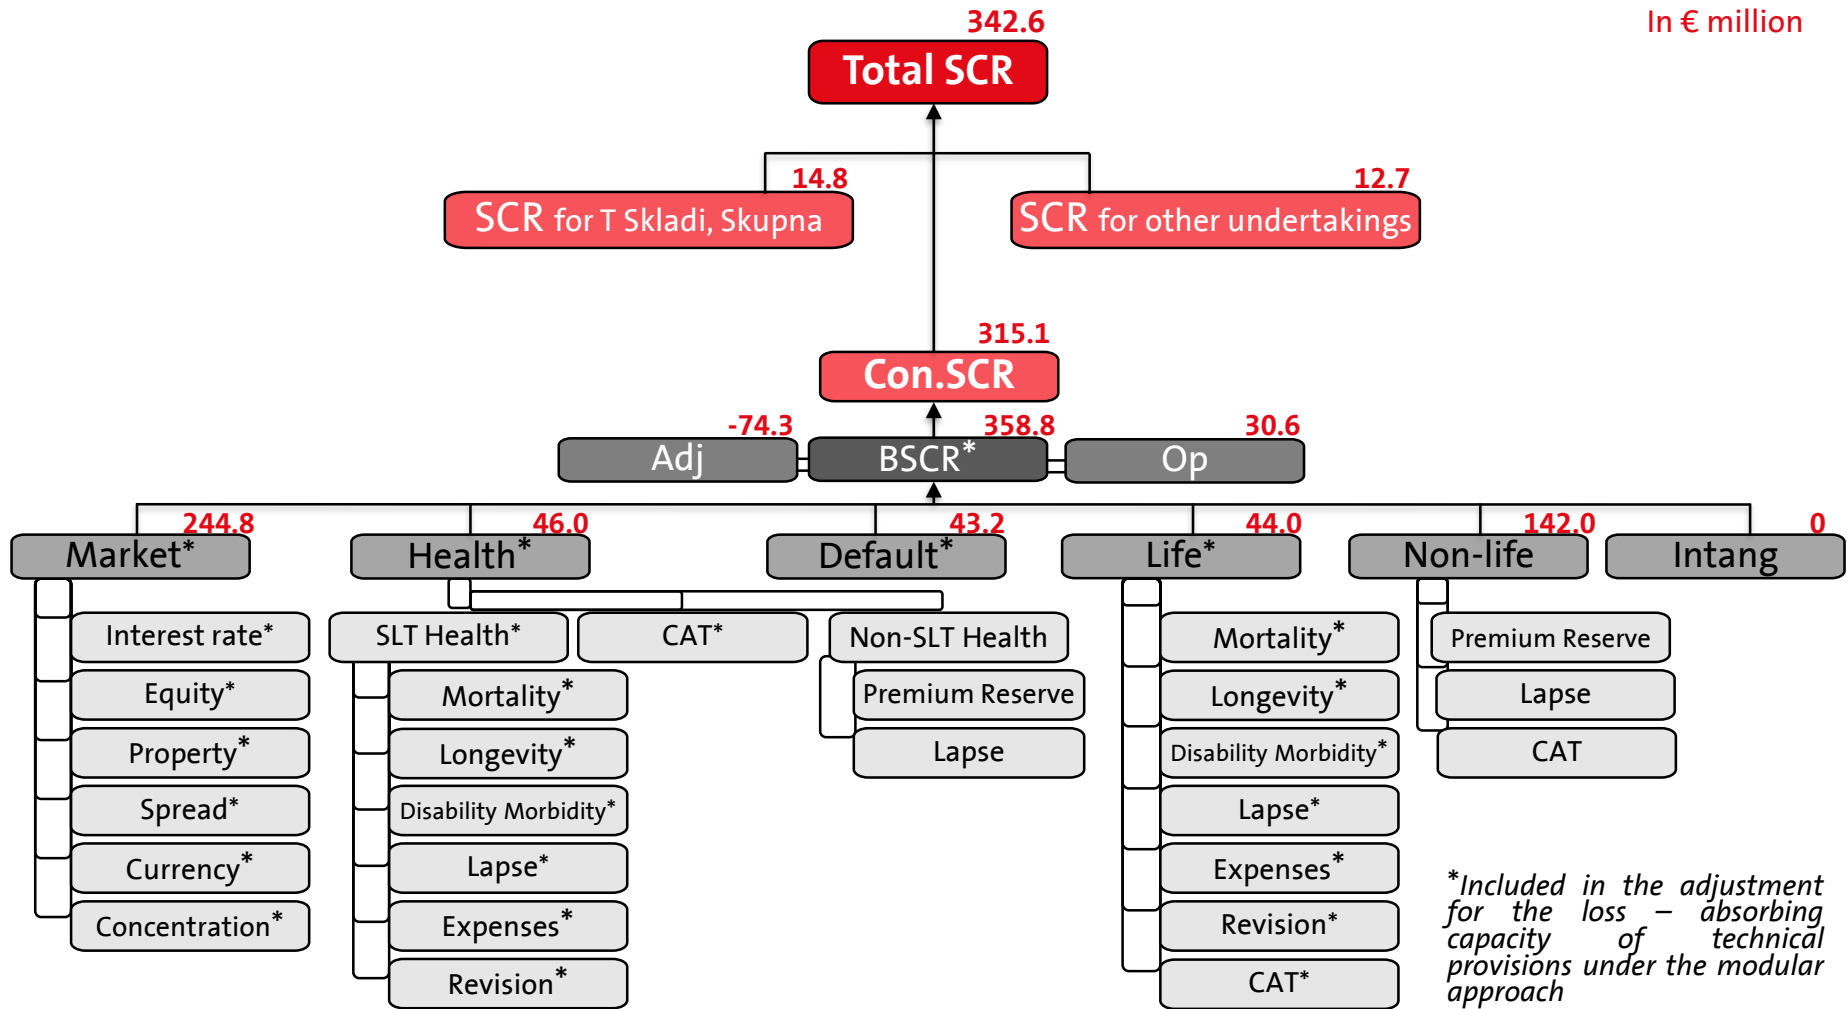 342.6
In € million
Total SCR
14.8
12.7
SCR for T Skladi, Skupna
SCR for other undertakings
315.1
Con.SCR
-74.3
358.8
30.6
Adj
BSCR*
Op
244.8
46.0
43.2
44.0
142.0
0
Market*
Health*
Default*
Life*
Non-life
Intang
Interest rate*
Equity*
Property*
Spread*
Currency*
Concentration*
SLT Health*
CAT*
Non-SLT Health
Mortality*
Longevity*
Disability Morbidity*
Lapse*
Expenses*
Revision*
Premium Reserve
Lapse
Mortality*
Longevity*
Disability Morbidity*
Lapse*
Expenses*
Revision*
CAT*
Premium Reserve
Lapse
CAT
*Included in the adjustment
for the loss – absorbing
capacity of technical
provisions under the modular
approach